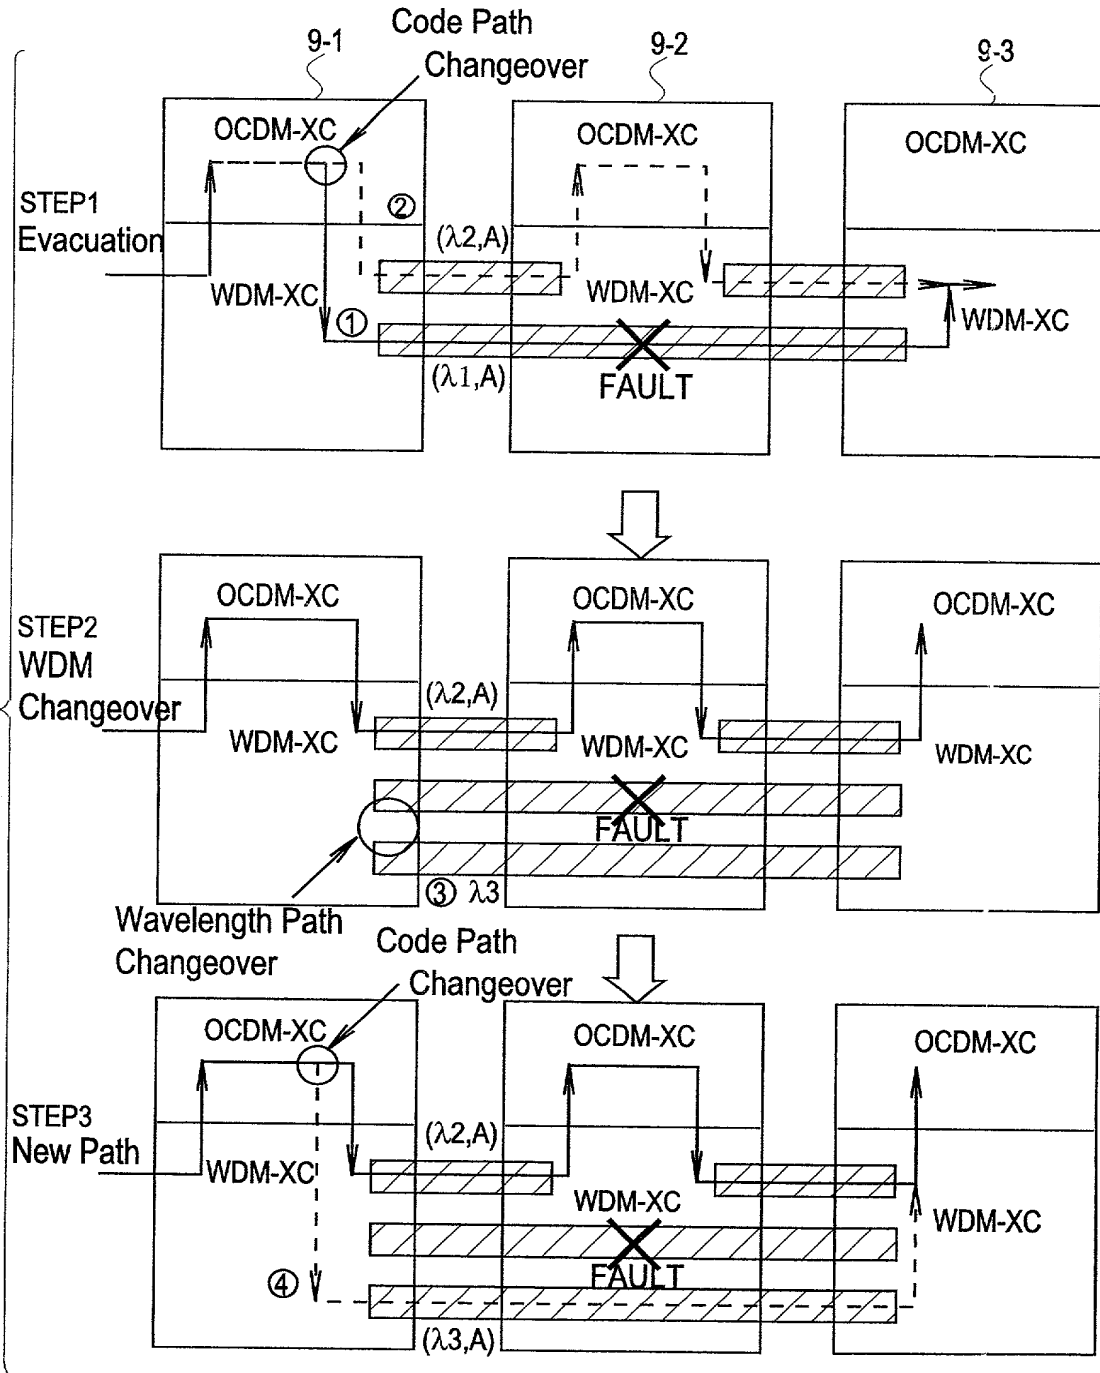 Code Path
Changeover
9-1
9-2
9-3
OCDM-XC
OCDM-XC
OCDM-XC
STEP1
Evacuation
②
(λ2,A)
WDM-XC
WDM-XC
WDM-XC
①
(λ1,A)
FAULT
OCDM-XC
OCDM-XC
OCDM-XC
STEP2
WDM
Changeover
(λ2,A)
WDM-XC
WDM-XC
WDM-XC
FAULT
③ λ3
Wavelength Path
Changeover
Code Path
Changeover
OCDM-XC
OCDM-XC
OCDM-XC
STEP3
New Path
(λ2,A)
WDM-XC
WDM-XC
WDM-XC
FAULT
④
(λ3,A)